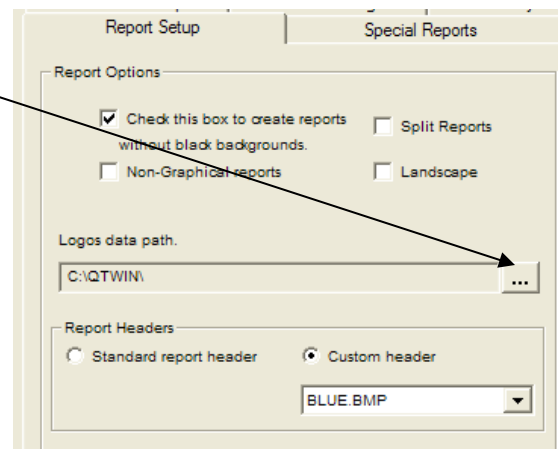 Report Setup
Special Reports
Report Options
Check this box to create reports
without black backgrounds.
Split Reports
Non-Graphical reports
Landscape
Logos data path.
C:\QTWIN\
...
Report Headers
Standard report header
Custom header
BLUE.BMP